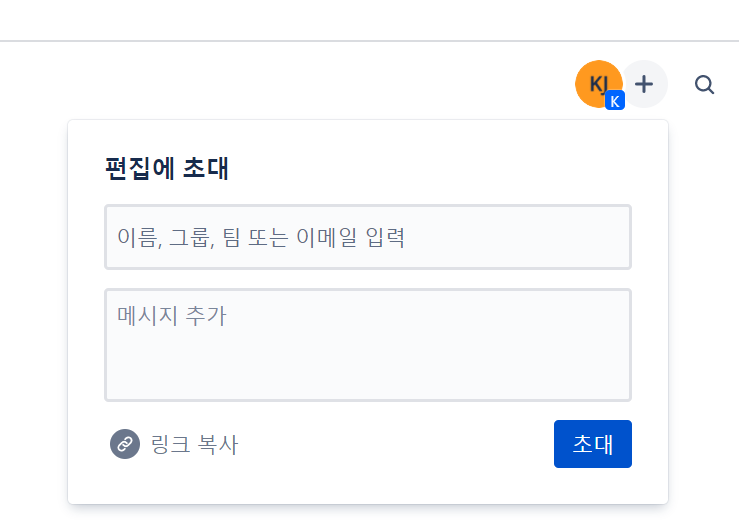 KJ
K
편집에 초대
이름, 그룹, 팀 또는 이메일 입력
메시지 추가
링크 복사
초대